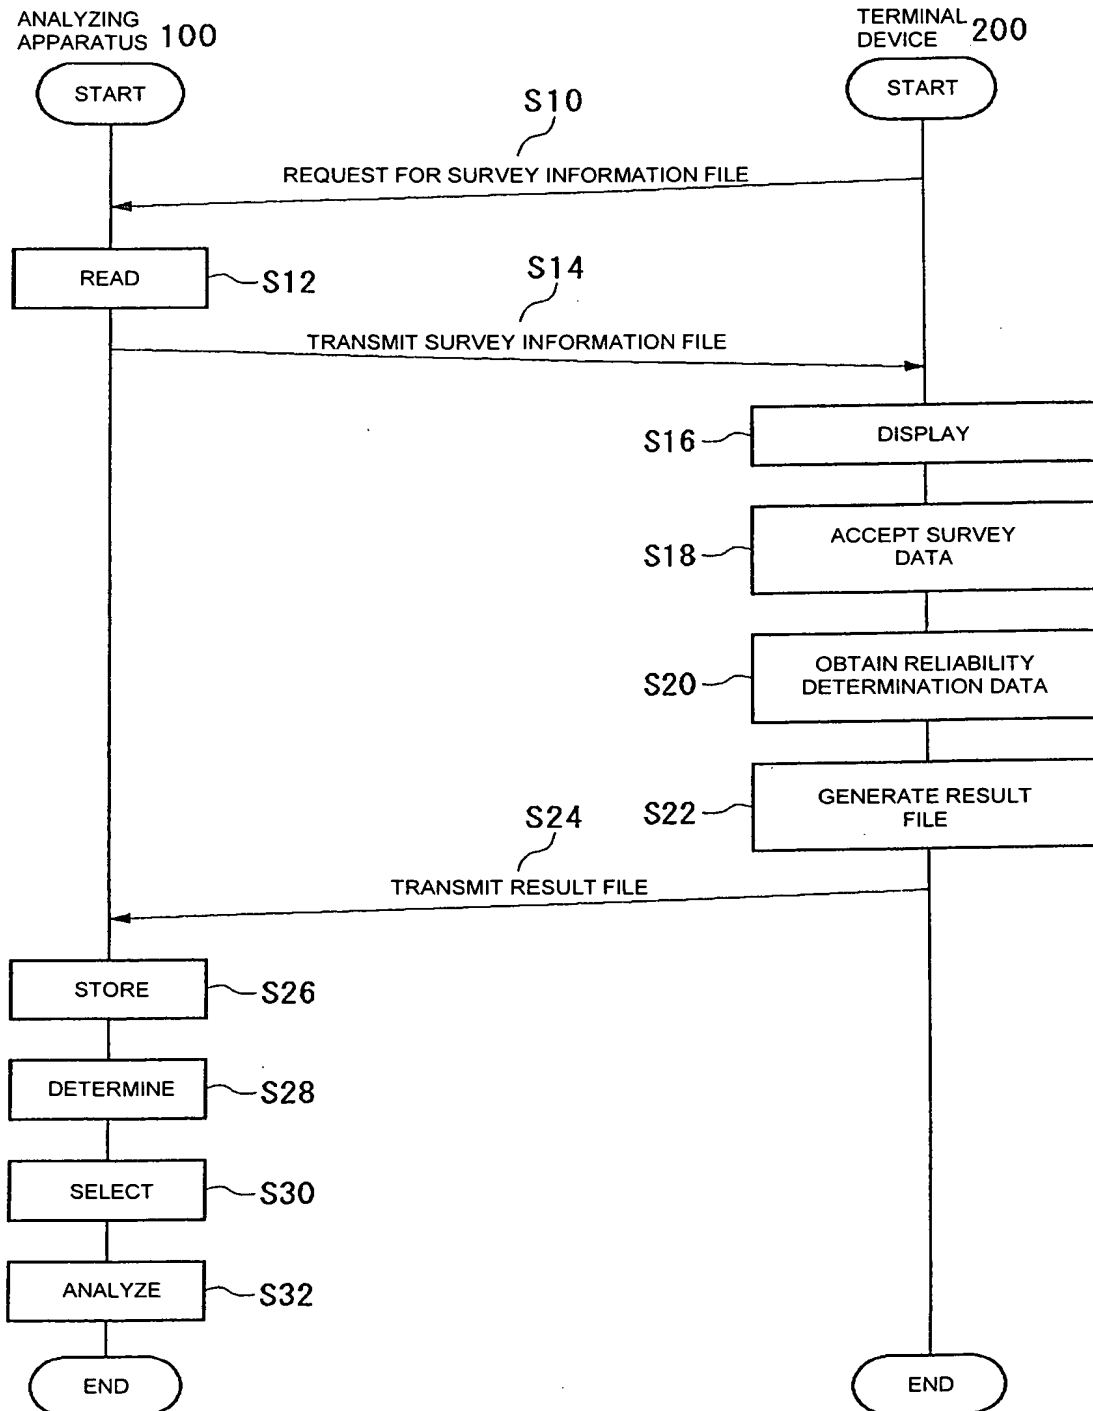 ANALYZING
APPARATUS 100
TERMINAL
DEVICE 200
START
START
S10
REQUEST FOR SURVEY INFORMATION FILE
READ
S12
S14
TRANSMIT SURVEY INFORMATION FILE
S16
DISPLAY
S18
ACCEPT SURVEY
DATA
S20
OBTAIN RELIABILITY
DETERMINATION DATA
S22
GENERATE RESULT
FILE
S24
TRANSMIT RESULT FILE
STORE
S26
DETERMINE
S28
SELECT
S30
ANALYZE
S32
END
END